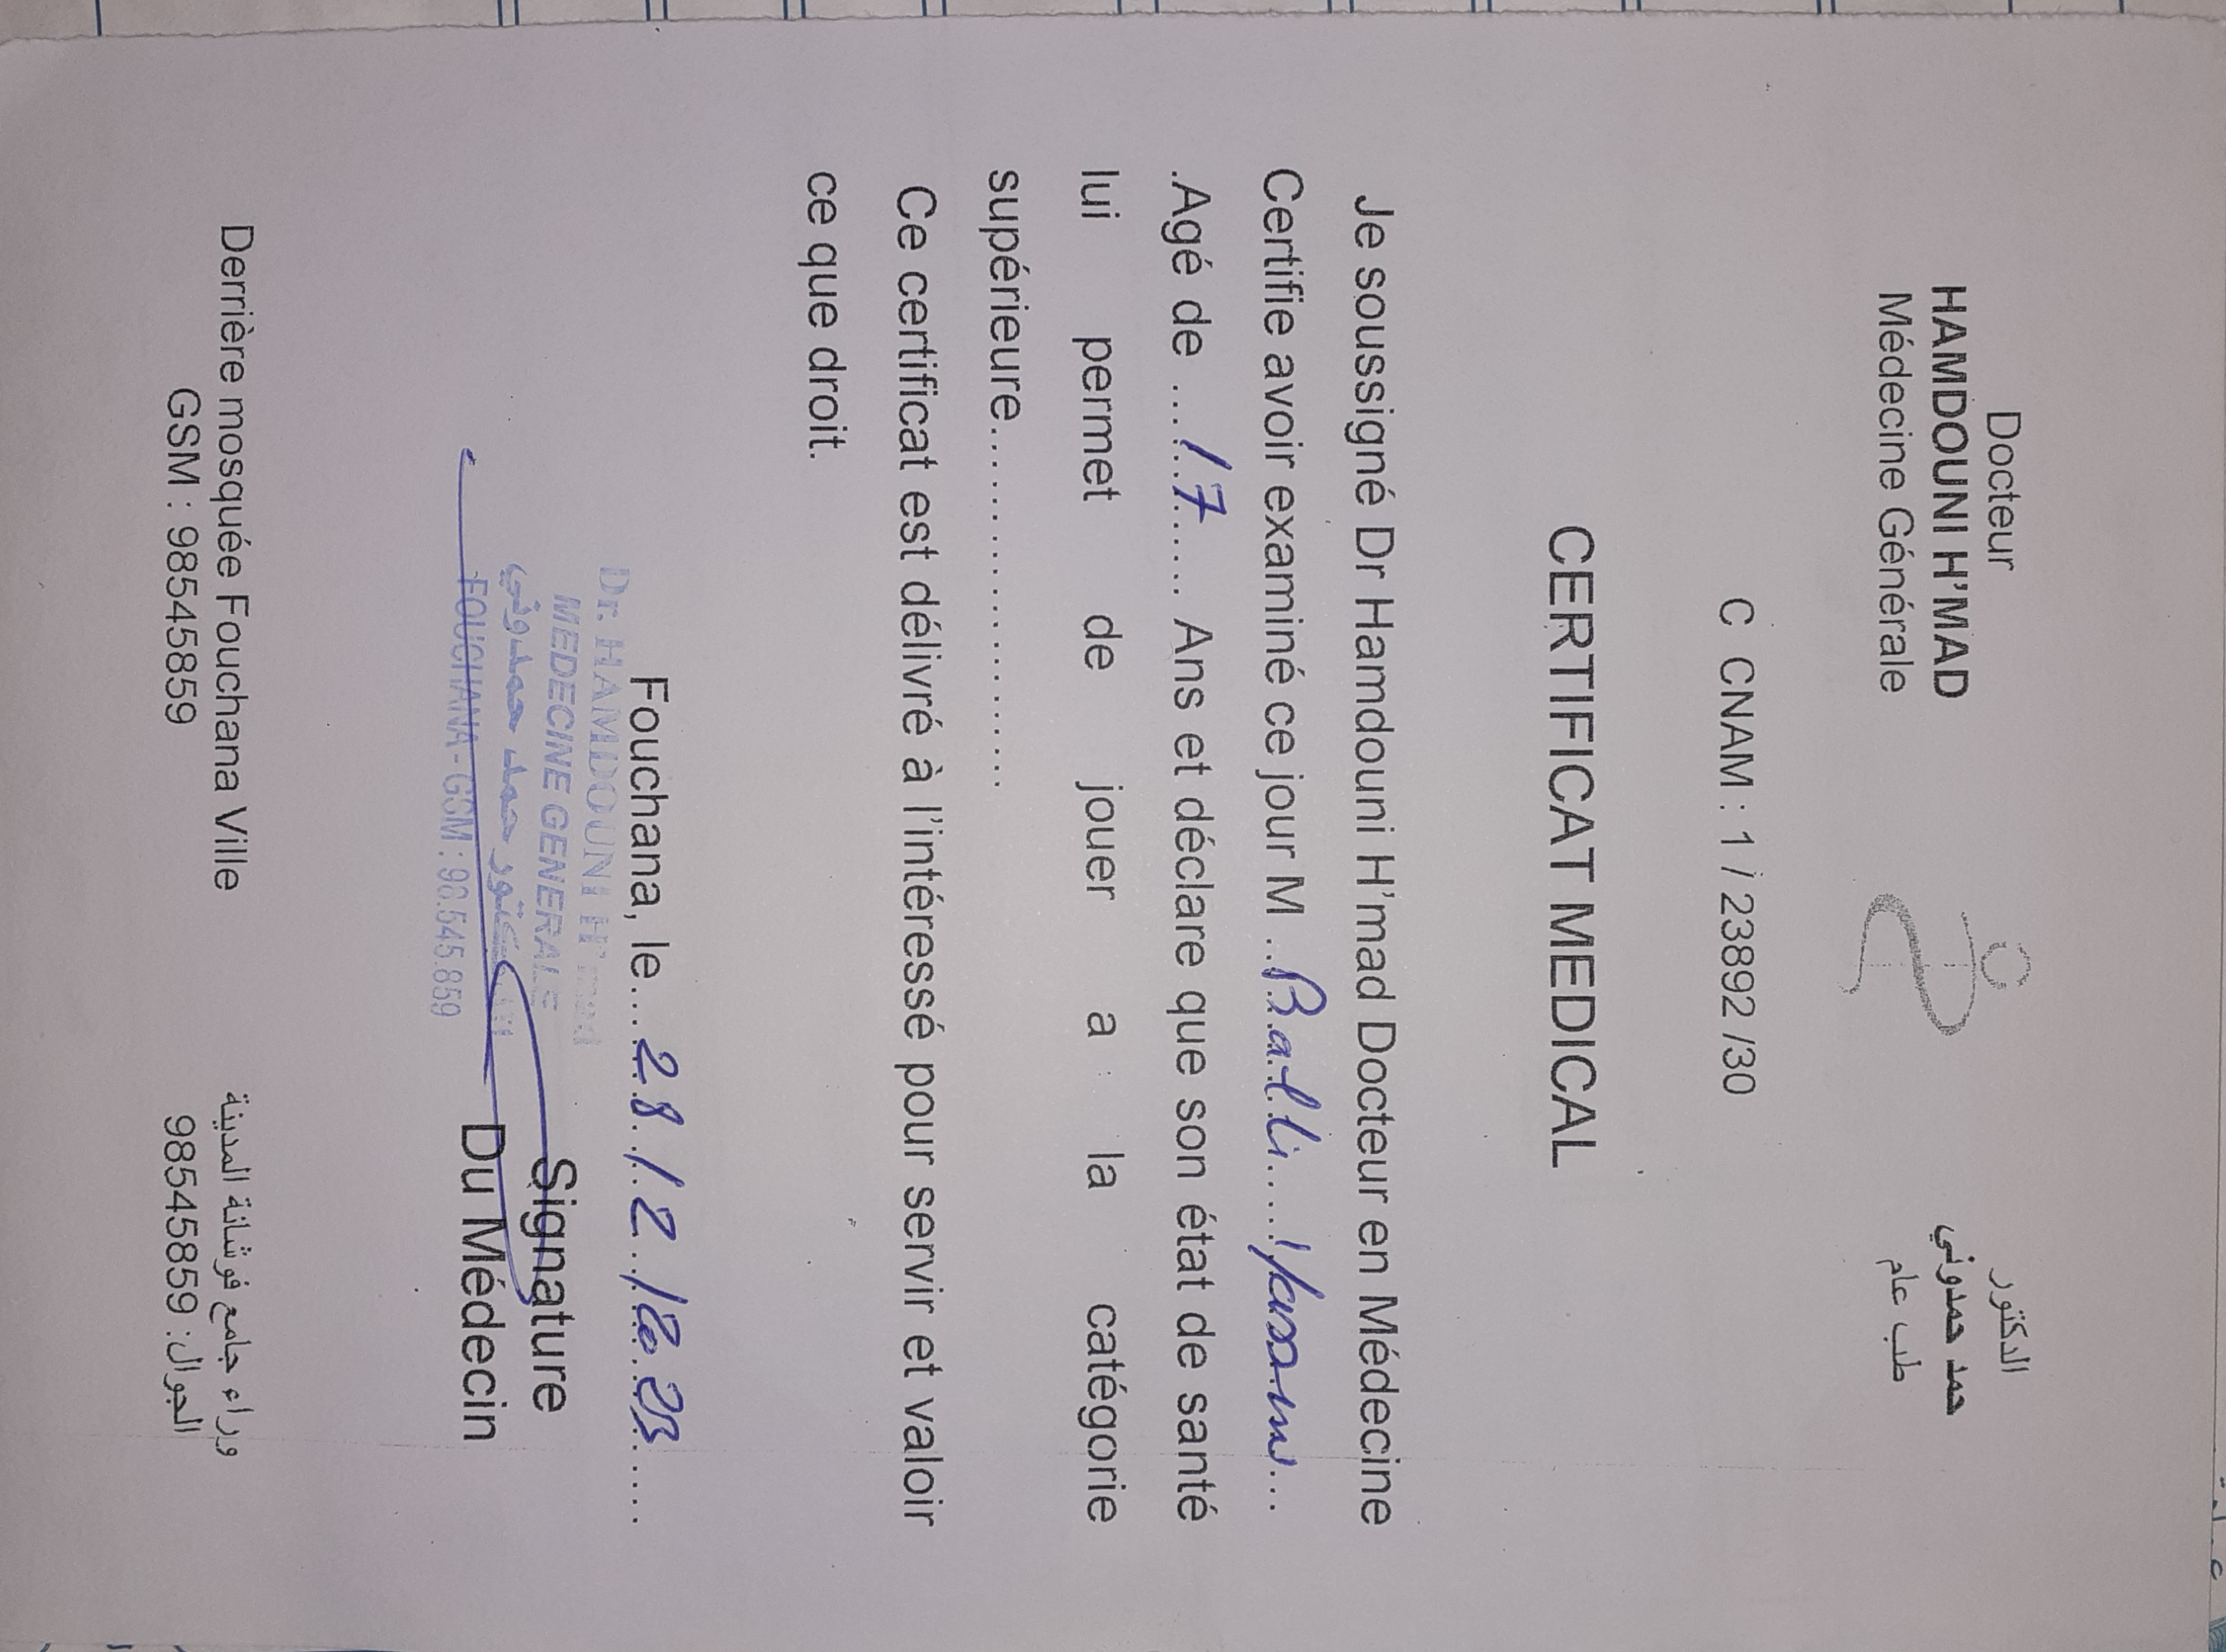 Docteur
HAMDOUNI H'MAD
Médecine Générale
الدكتور
حمد حمدوني
طب عام
C CNAM : 1 / 23892 /30
CERTIFICAT MEDICAL
Je soussigné Dr Hamdouni H'mad Docteur en Médecine
Certifie avoir examiné ce jour M ..Balli....
.Agé de ....17..... Ans et déclare que son état de santé
lui permet de jouer a la catégorie
supérieure..........................
Ce certificat est délivré à l'intéressé pour servir et valoir
ce que droit.
Fouchana, le...28/12/2023.....
Dr. HAMDOUNI H'mad
MEDECINE GENERALE
الدكتور حمد حمدوني
FOUCHANA - GSM : 98.545.859
Signature
Du Médecin
Derrière mosquée Fouchana Ville
GSM : 98545859
وراء جامع فوشانة المدينة
الجوال: 98545859